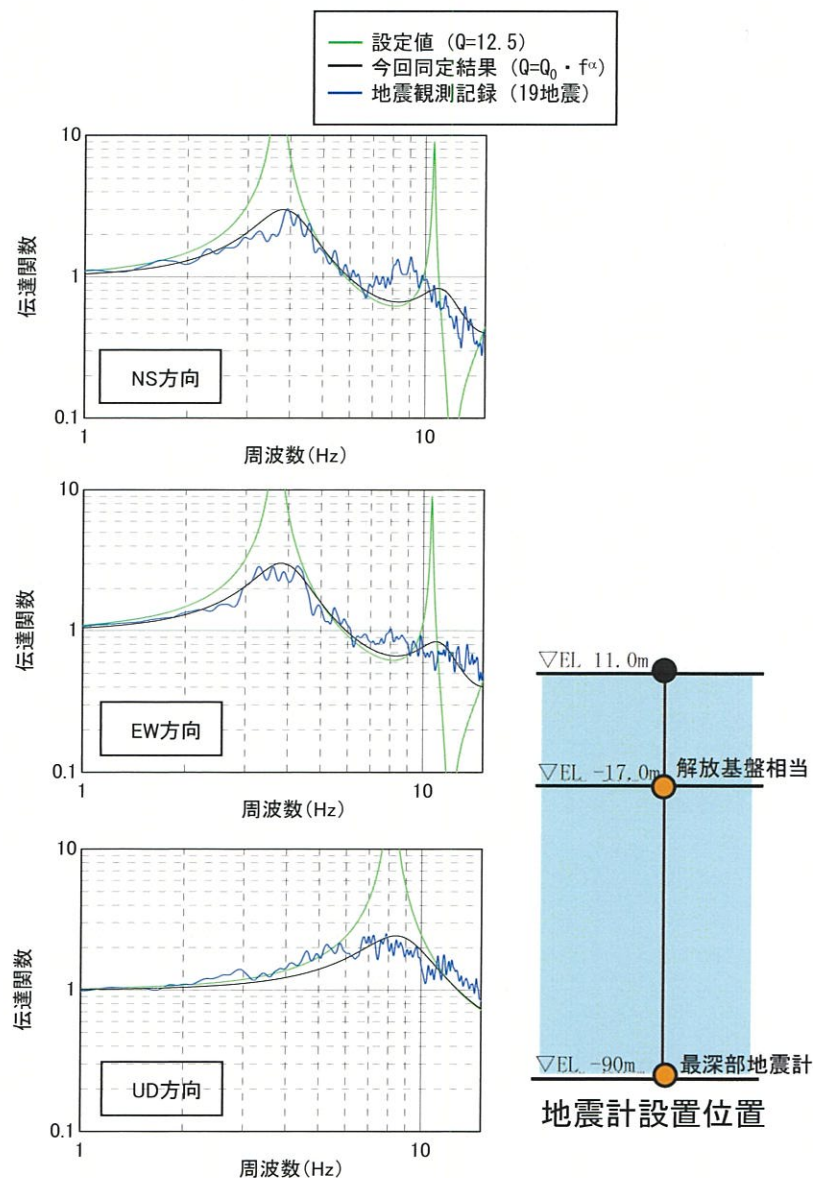 設定値（Q=12.5）
今回同定結果（Q=Q₀・fᵅ）
地震観測記録（19地震）
10
1
0.1
伝達関数
NS方向
1
10
周波数(Hz)
10
1
0.1
伝達関数
EW方向
1
10
周波数(Hz)
10
1
0.1
伝達関数
UD方向
1
10
周波数(Hz)
▽EL 11.0m
▽EL -17.0m 解放基盤相当
▽EL -90m 最深部地震計
地震計設置位置